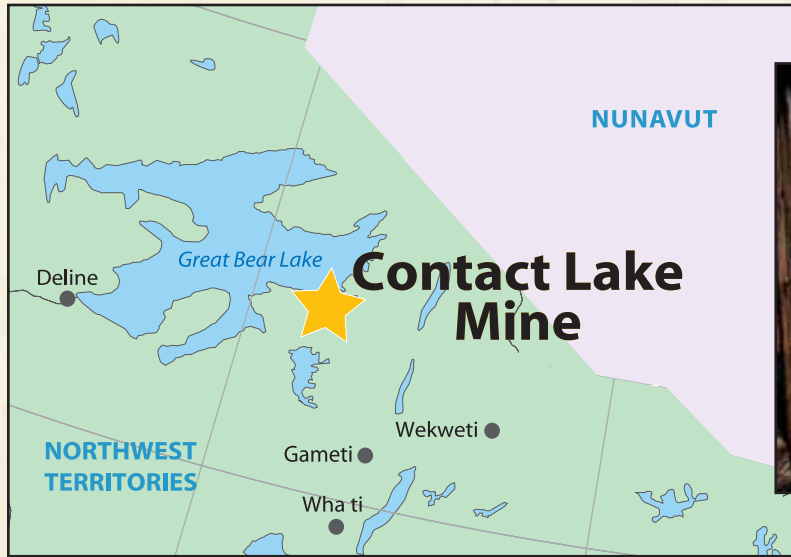 NUNAVUT
Great Bear Lake
Contact Lake
Mine
Deline
NORTHWEST
TERRITORIES
Wekweti
Gameti
Wha ti